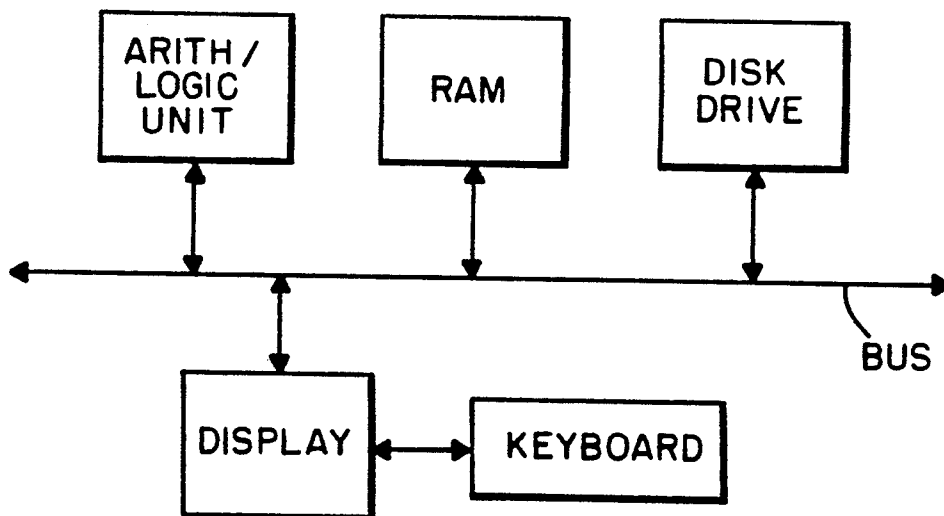 ARITH/
LOGIC
UNIT
RAM
DISK
DRIVE
BUS
DISPLAY
KEYBOARD